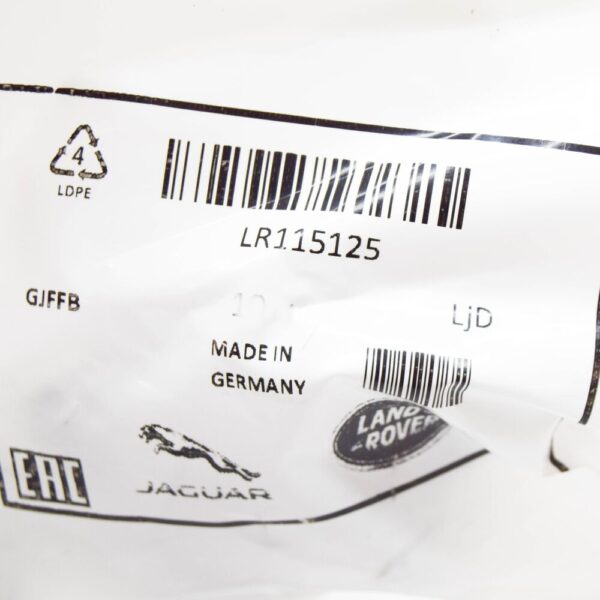 4
LDPE
LR115125
GJFFB
LjD
MADE IN
GERMANY
LAND
ROVER
EAC
JAGUAR